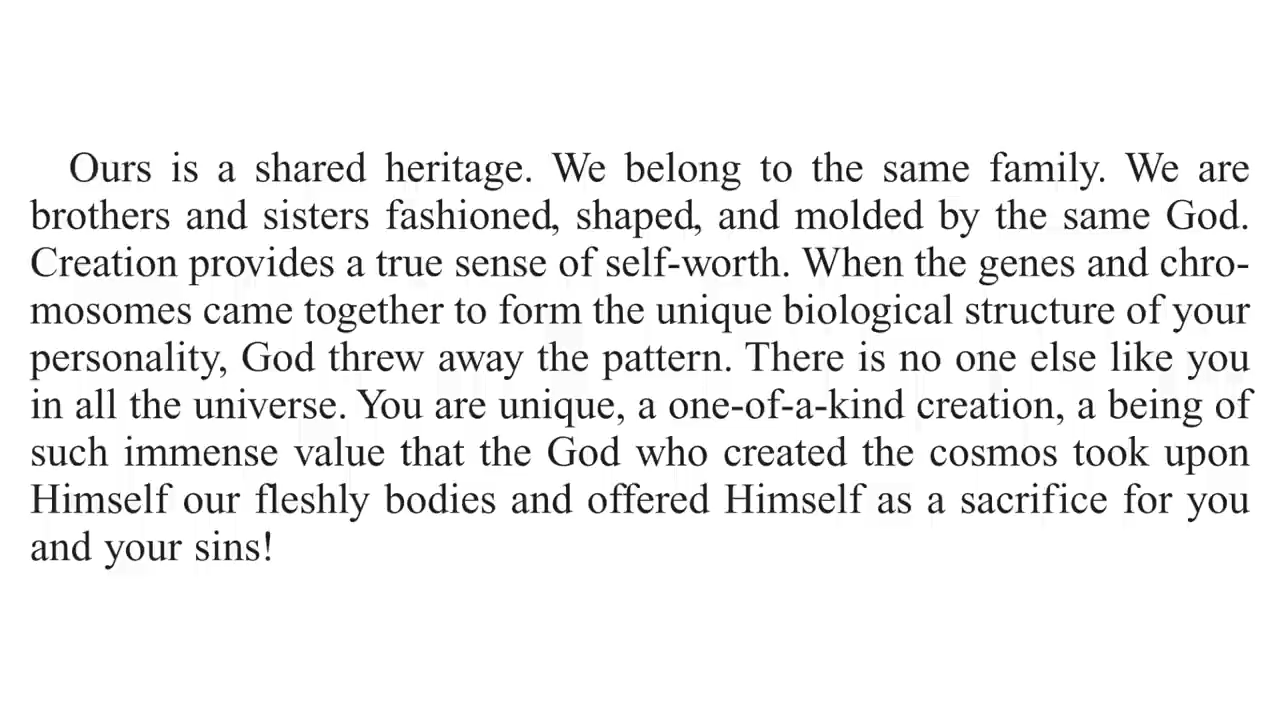 Ours is a shared heritage. We belong to the same family. We are
brothers and sisters fashioned, shaped, and molded by the same God.
Creation provides a true sense of self-worth. When the genes and chro-
mosomes came together to form the unique biological structure of your
personality, God threw away the pattern. There is no one else like you
in all the universe. You are unique, a one-of-a-kind creation, a being of
such immense value that the God who created the cosmos took upon
Himself our fleshly bodies and offered Himself as a sacrifice for you
and your sins!